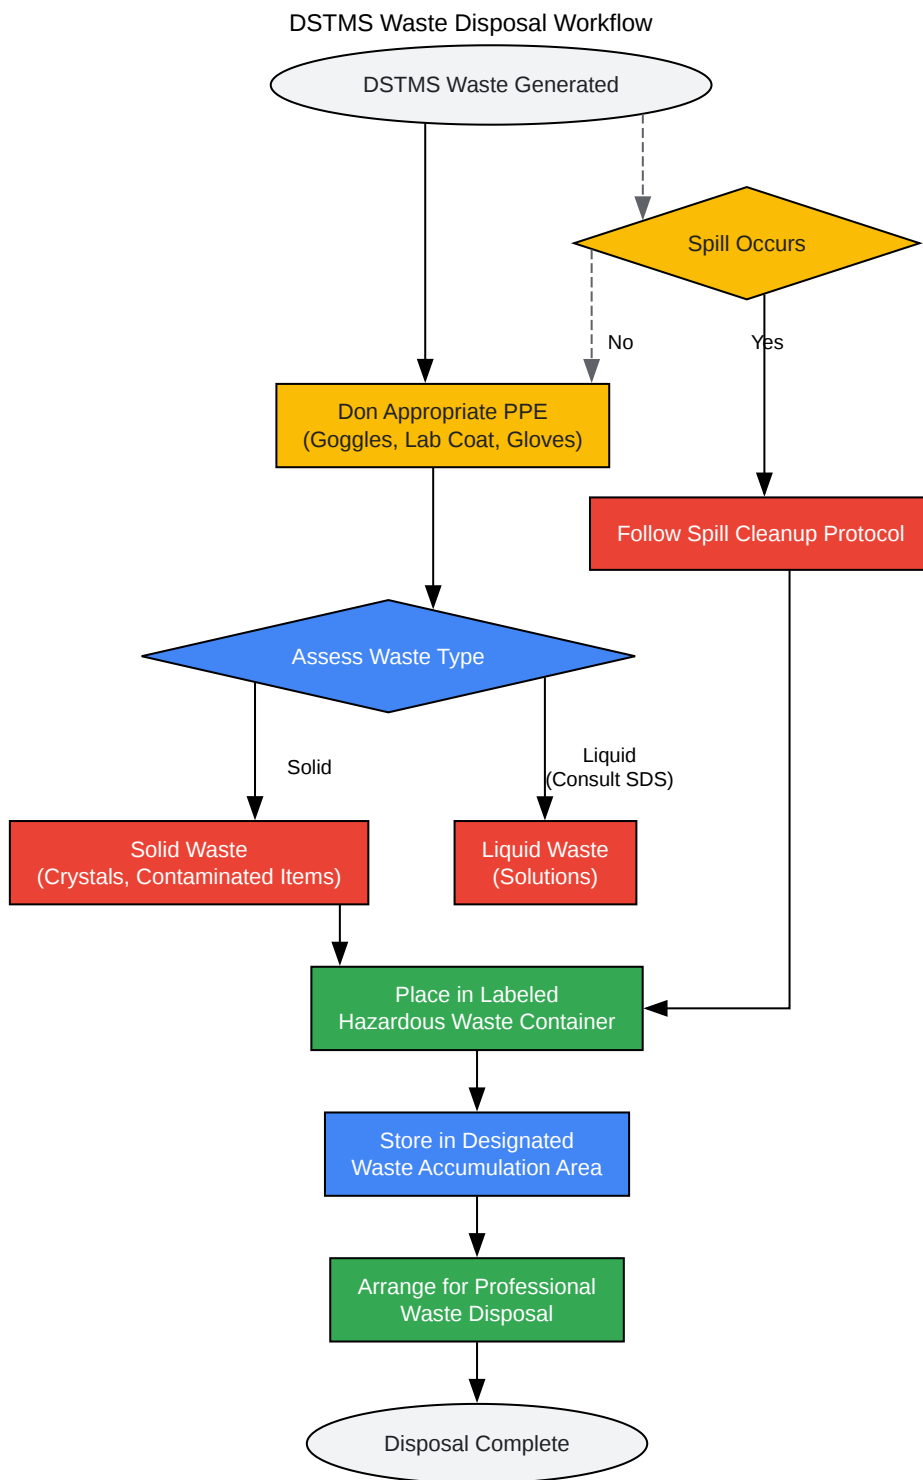 DSTMS Waste Disposal Workflow
DSTMS Waste Generated
Spill Occurs
No
Yes
Don Appropriate PPE
(Goggles, Lab Coat, Gloves)
Follow Spill Cleanup Protocol
Assess Waste Type
Solid
Liquid
(Consult SDS)
Solid Waste
(Crystals, Contaminated Items)
Liquid Waste
(Solutions)
Place in Labeled
Hazardous Waste Container
Store in Designated
Waste Accumulation Area
Arrange for Professional
Waste Disposal
Disposal Complete